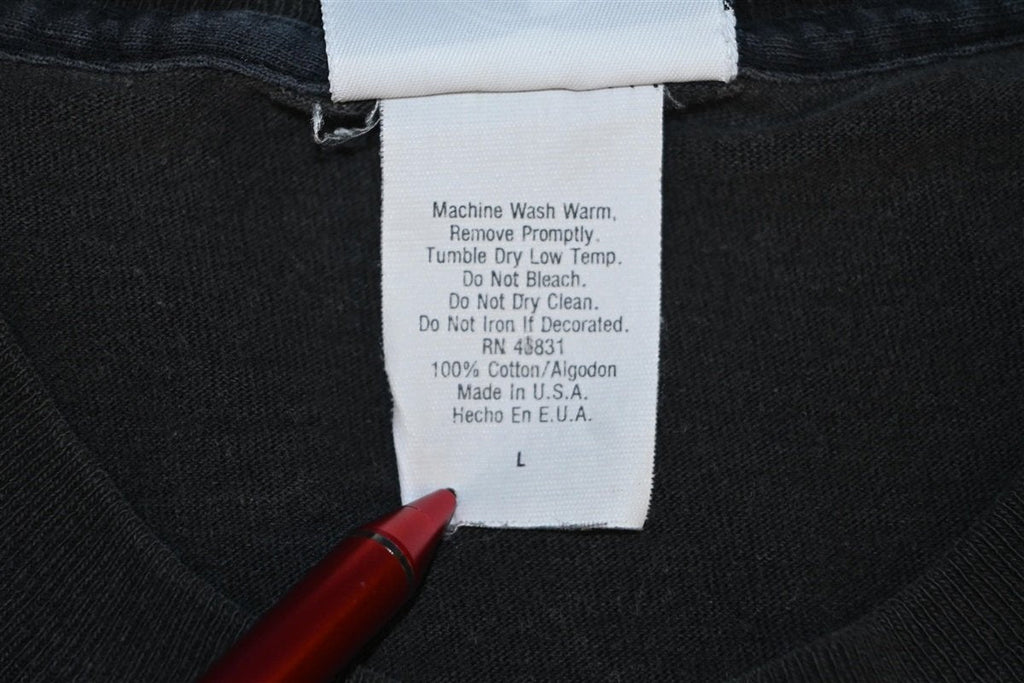 Machine Wash Warm,
Remove Promptly.
Tumble Dry Low Temp.
Do Not Bleach.
Do Not Dry Clean.
Do Not Iron If Decorated.
RN
100% Cotton/Algodon
Made In U.S.A.
Hecho En E.U.A.
L